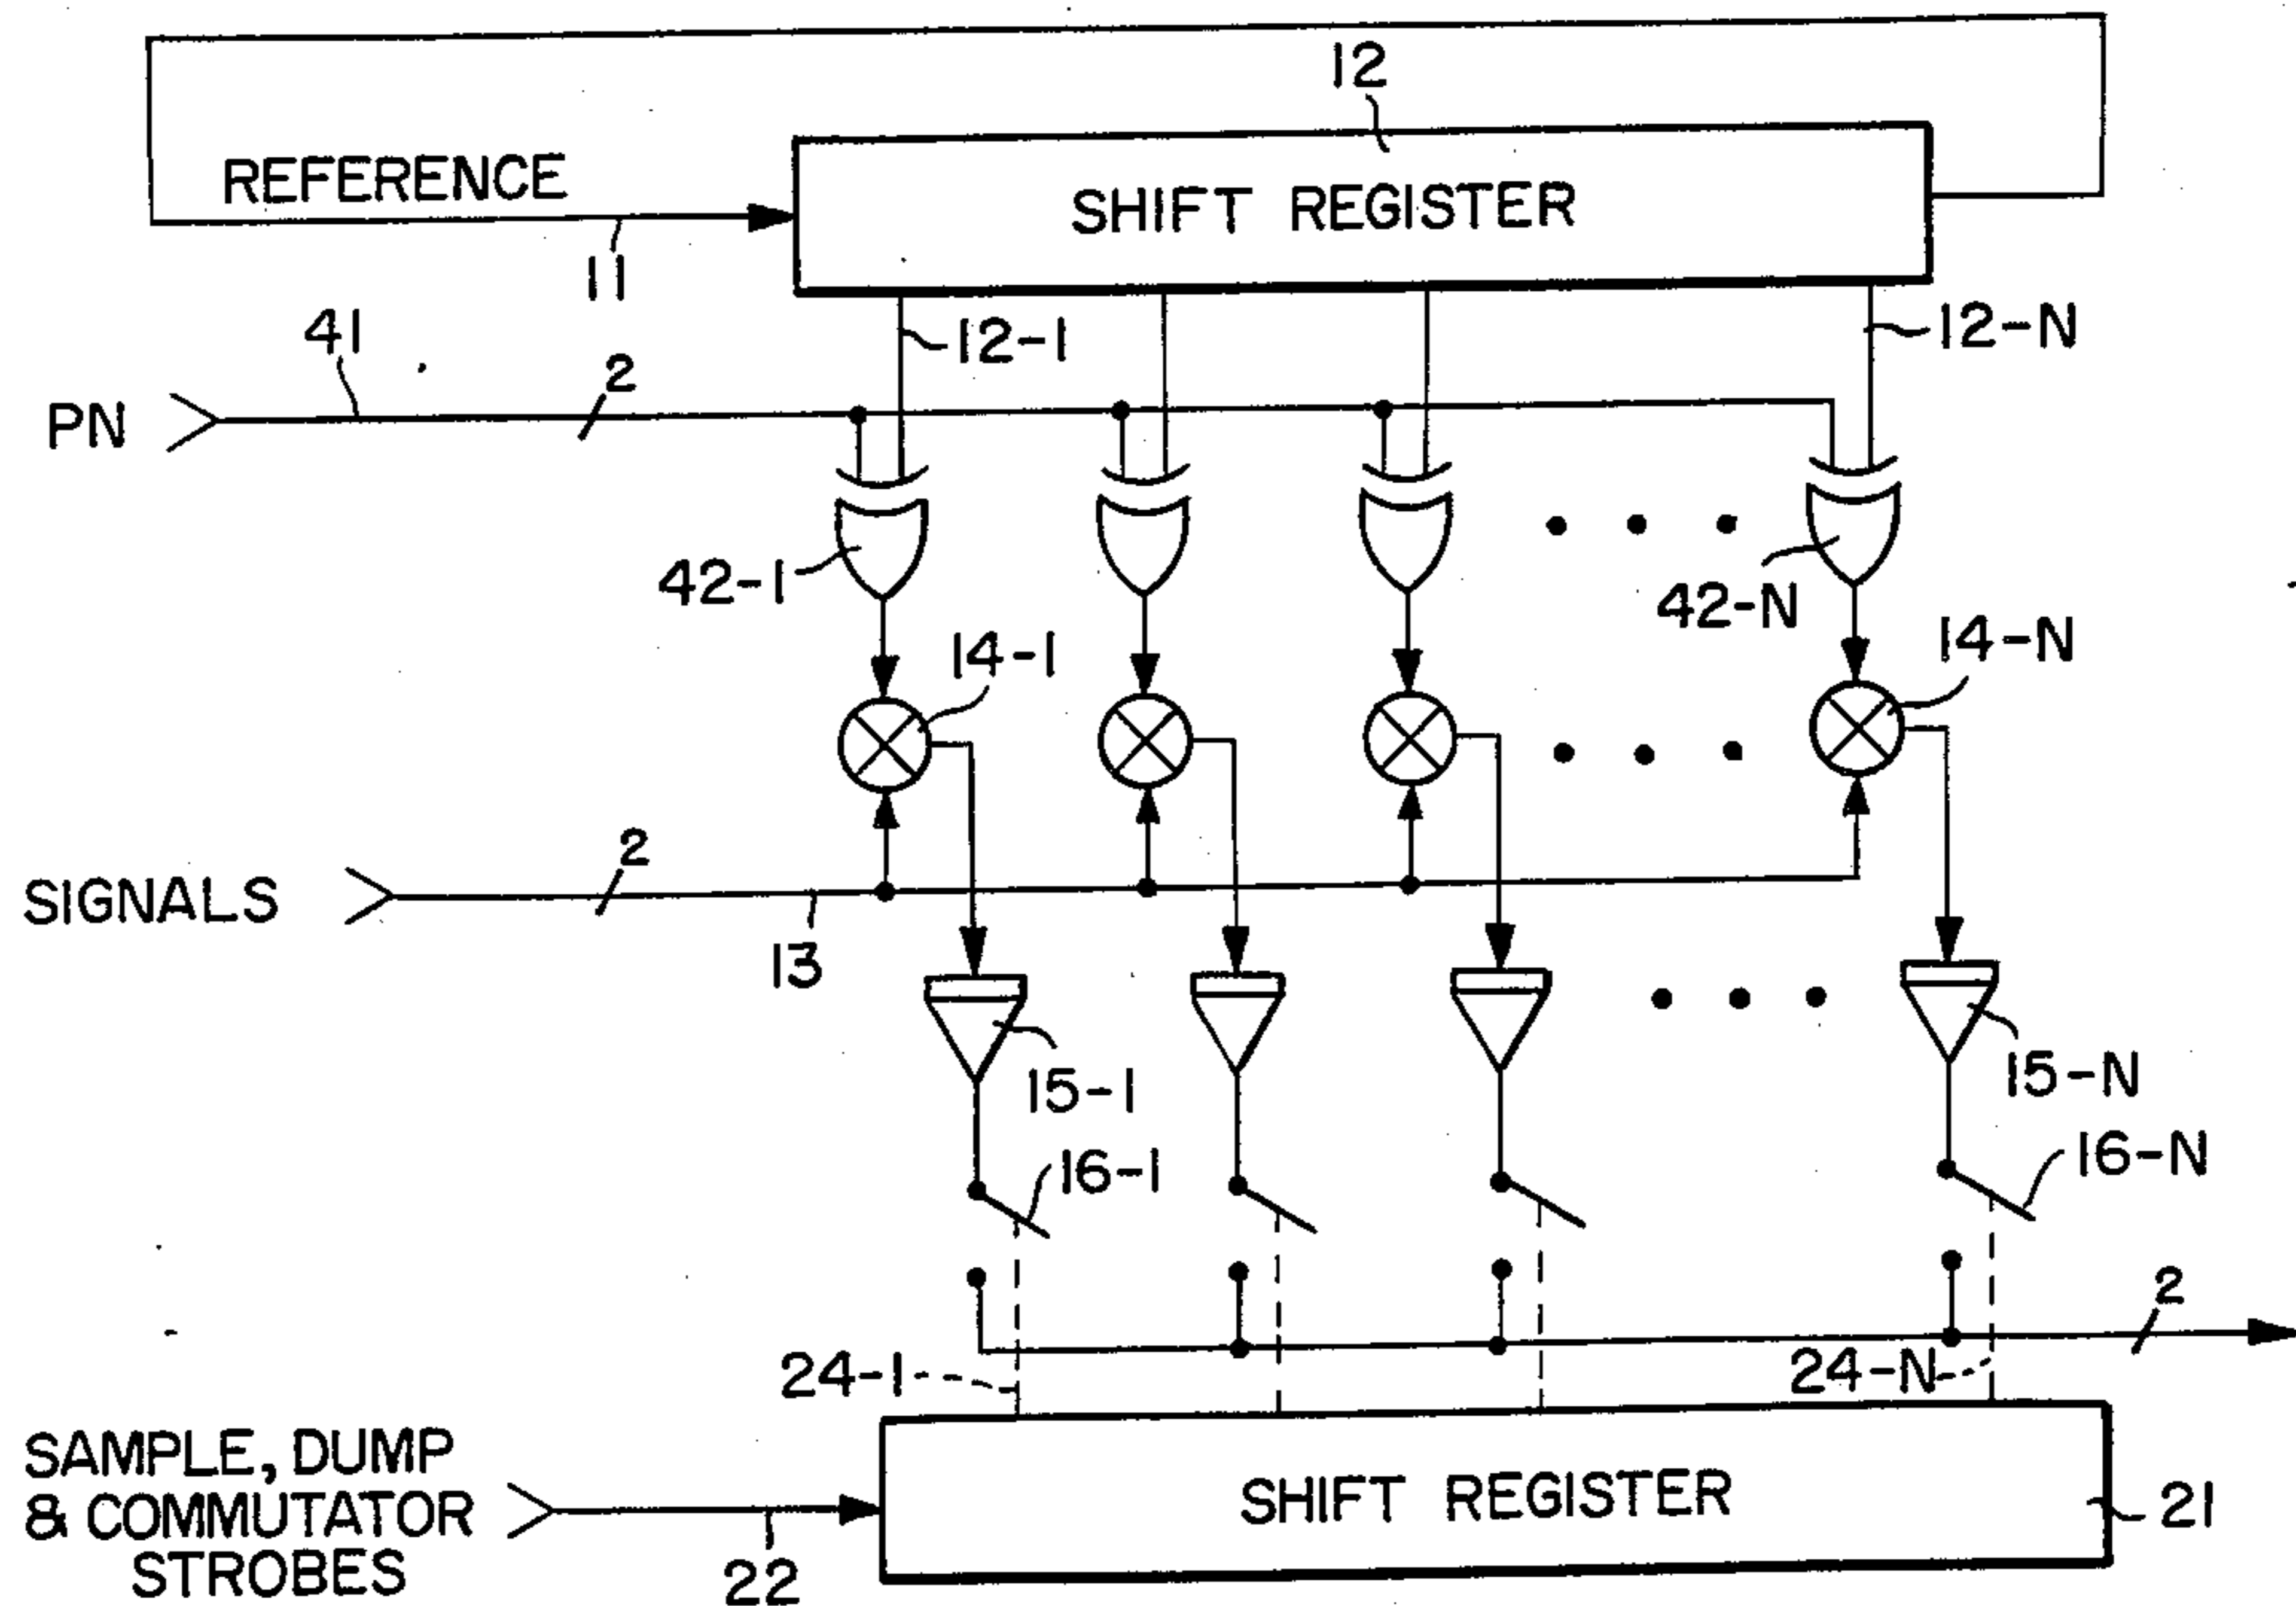 12
REFERENCE
SHIFT REGISTER
11
12-1
12-N
41
2
PN
42-1
42-N
14-1
14-N
2
SIGNALS
13
15-1
15-N
16-1
16-N
2
24-1
24-N
SAMPLE, DUMP
& COMMUTATOR
STROBES
SHIFT REGISTER
21
22